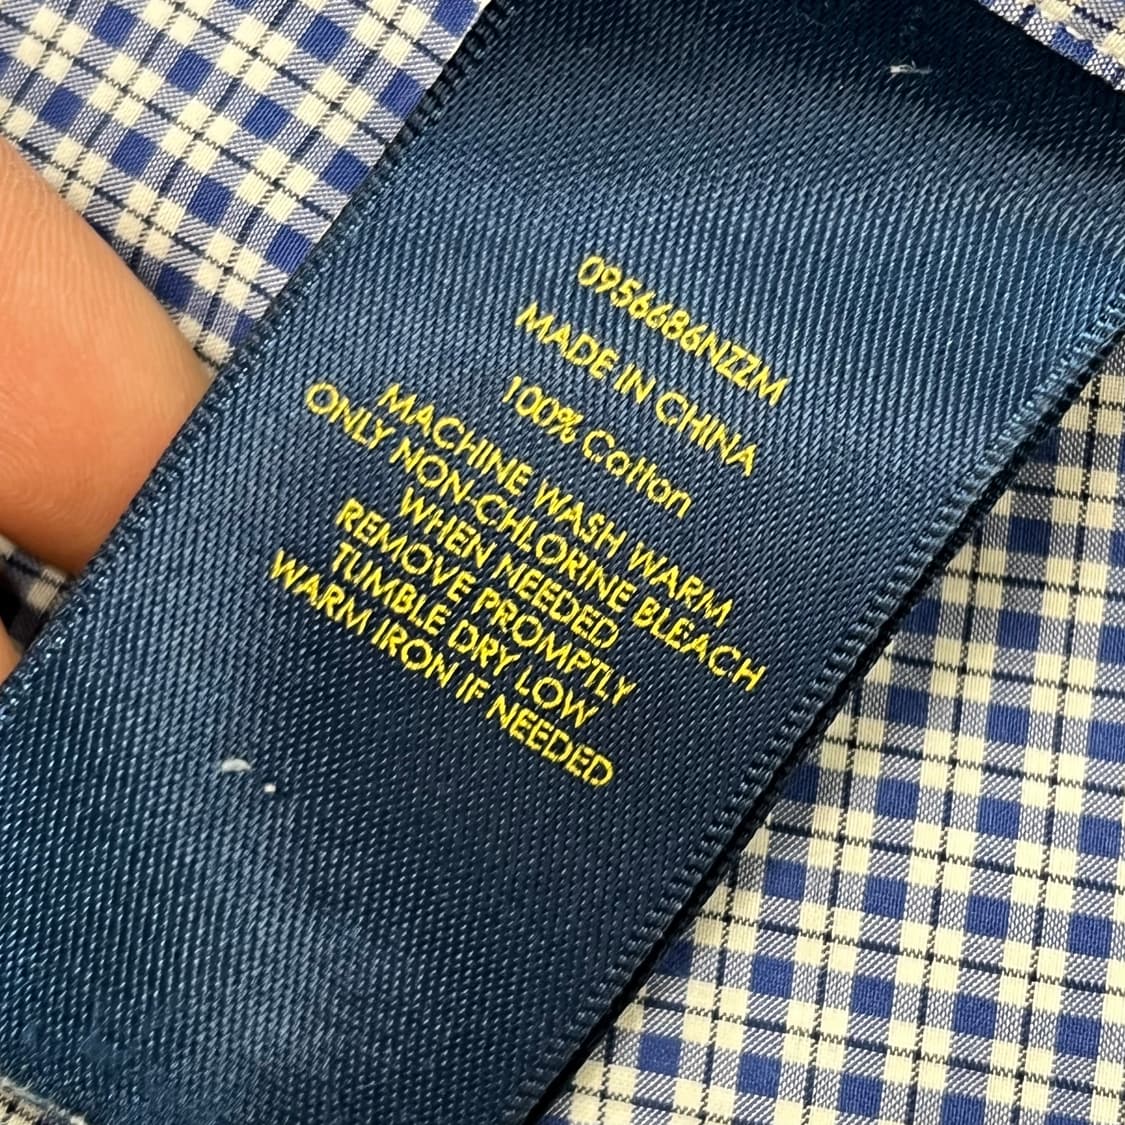 0956686NZZM
MADE IN CHINA
100% Cotton
MACHINE WASH WARM
ONLY NON-CHLORINE BLEACH
WHEN NEEDED
REMOVE PROMPTLY
TUMBLE DRY LOW
WARM IRON IF NEEDED